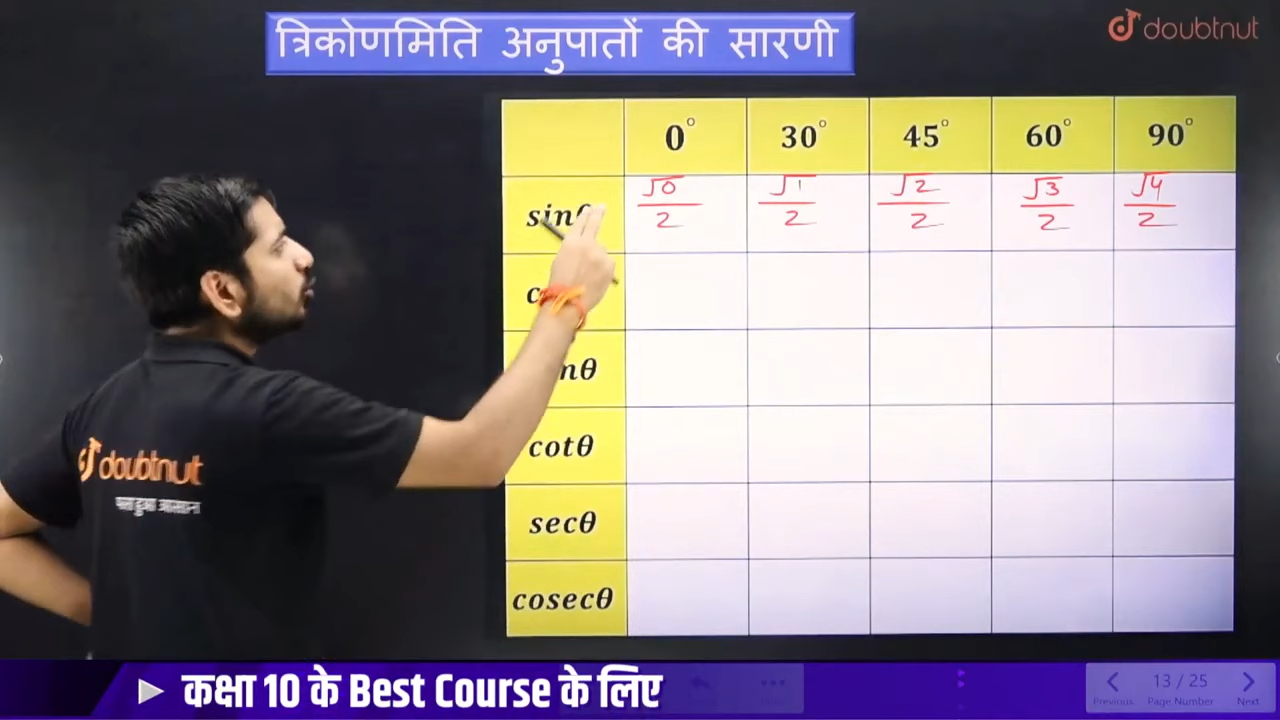 त्रिकोणमिति अनुपातों की सारणी
doubtnut
0° 30° 45° 60° 90°
√0/2 √1/2 √2/2 √3/2 √4/2
cotθ
secθ
cosecθ
doubtnut
कक्षा 10 के Best Course के लिए
13 / 25
Previous Page Number Next